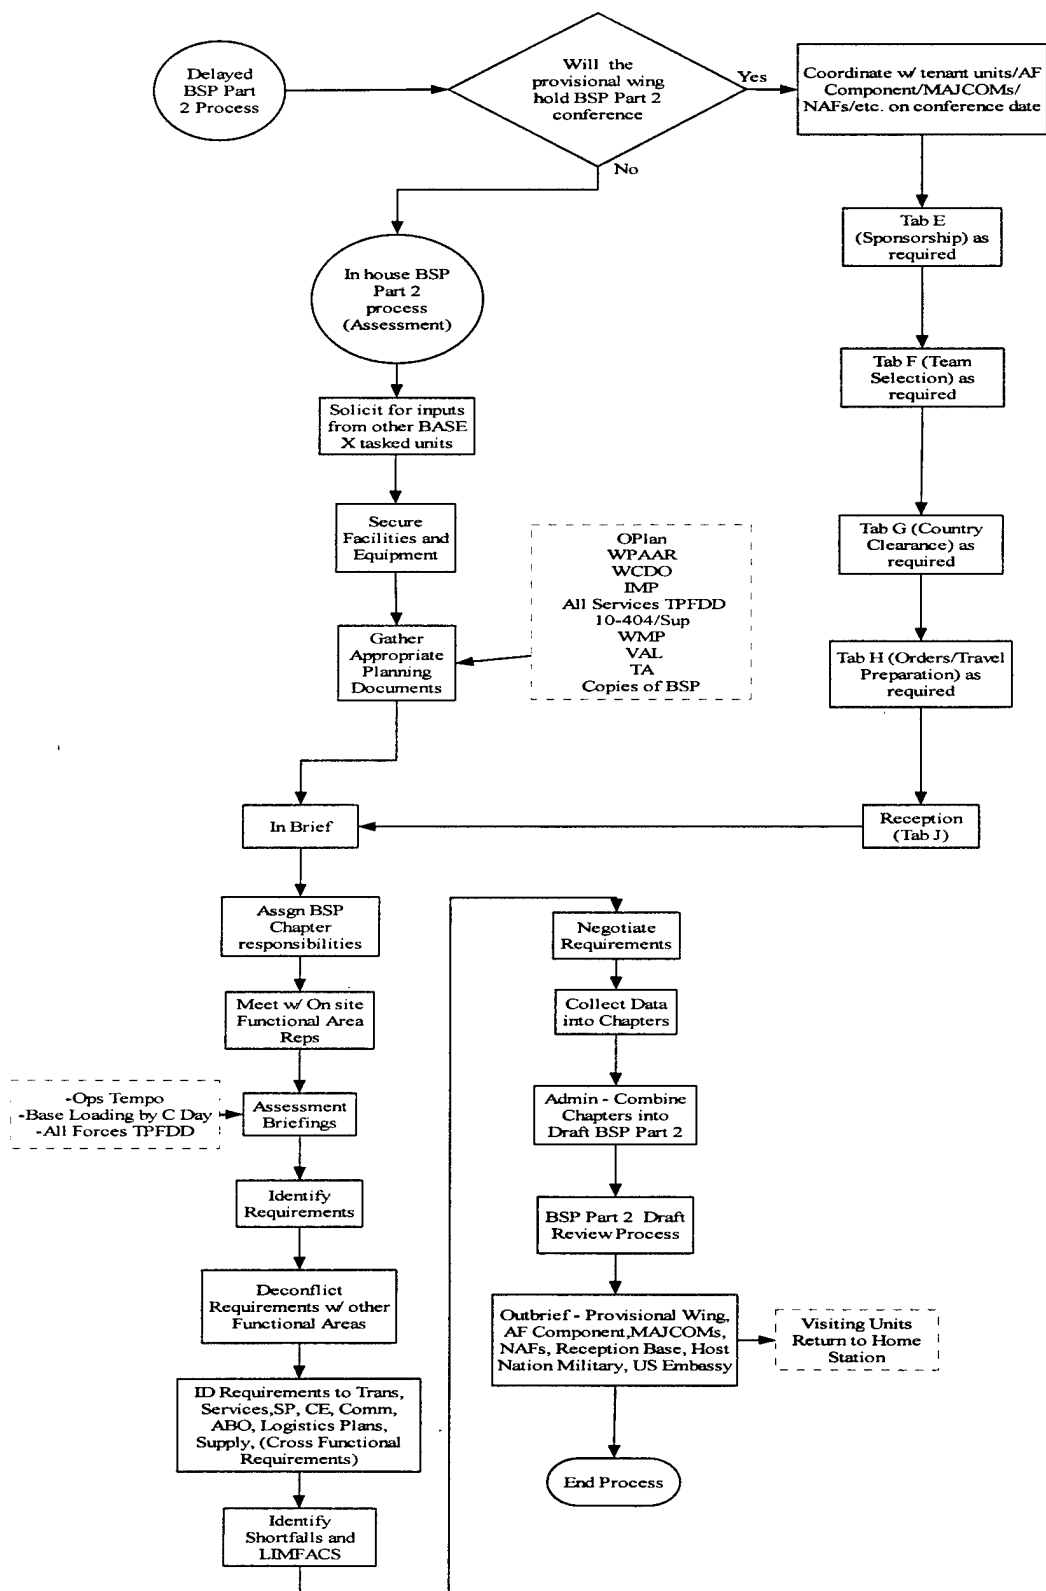 Delayed
BSP Part
2 Process
Will the
provisional wing
hold BSP Part 2
conference
Yes
Coordinate w/ tenant units/AF
Component/MAJCOMs/
NAFs/etc. on conference date
No
Tab E
(Sponsorship) as
required
In house BSP
Part 2
process
(Assessment)
Tab F (Team
Selection) as
required
Solicit for inputs
from other BASE
X tasked units
Secure
Facilities and
Equipment
OPlan
WPAAR
WCDO
IMP
All Services TPFDD
10-404/Sup
WMP
VAL
TA
Copies of BSP
Tab G (Country
Clearance) as
required
Gather
Appropriate
Planning
Documents
Tab H (Orders/Travel
Preparation) as
required
In Brief
Reception
(Tab J)
Assgn BSP
Chapter
responsibilities
Meet w/ On site
Functional Area
Reps
-Ops Tempo
-Base Loading by C Day
-All Forces TPFDD
Assessment
Briefings
Identify
Requirements
Deconflict
Requirements w/ other
Functional Areas
ID Requirements to Trans,
Services,SP, CE, Comm,
ABO, Logistics Plans,
Supply, (Cross Functional
Requirements)
Identify
Shortfalls and
LIMFACS
Negotiate
Requirements
Collect Data
into Chapters
Admin - Combine
Chapters into
Draft BSP Part 2
BSP Part 2 Draft
Review Process
Outbrief - Provisional Wing,
AF Component,MAJCOMs,
NAFs, Reception Base, Host
Nation Military, US Embassy
Visiting Units
Return to Home
Station
End Process